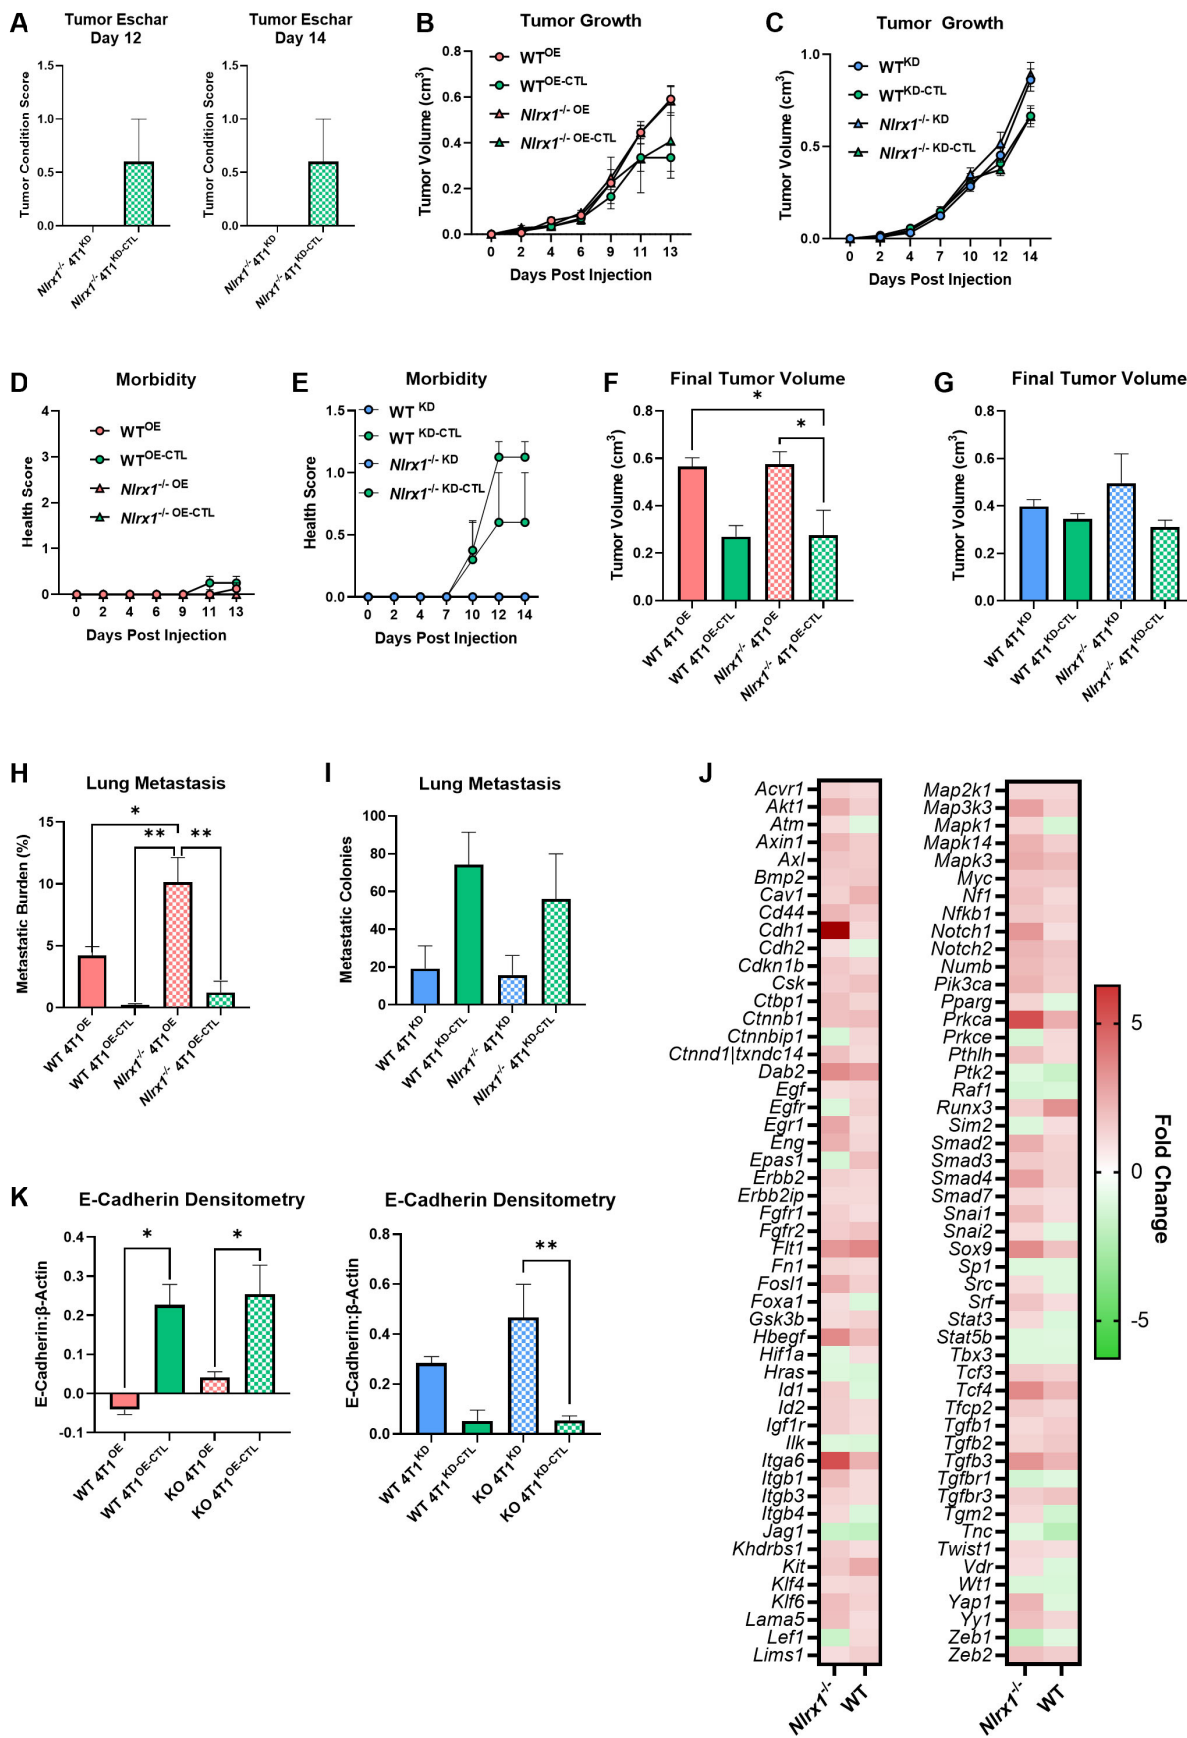 A
Tumor Eschar
Day 12
Tumor Condition Score
1.5
1.0
0.5
0.0
Nlrx1-/- 4T1KD
Nlrx1-/- 4T1KD-CTL
Tumor Eschar
Day 14
Tumor Condition Score
1.5
1.0
0.5
0.0
Nlrx1-/- 4T1KD
Nlrx1-/- 4T1KD-CTL
B
Tumor Growth
Tumor Volume (cm3)
0.8
0.6
0.4
0.2
0.0
WTOE
WTOE-CTL
Nlrx1-/- OE
Nlrx1-/- OE-CTL
0 2 4 6 9 11 13
Days Post Injection
C
Tumor Growth
Tumor Volume (cm3)
1.0
0.5
0.0
WTKD
WTKD-CTL
Nlrx1-/- KD
Nlrx1-/- KD-CTL
0 2 4 7 10 12 14
Days Post Injection
D
Morbidity
Health Score
4
3
2
1
0
WTOE
WTOE-CTL
Nlrx1-/- OE
Nlrx1-/- OE-CTL
0 2 4 6 9 11 13
Days Post Injection
E
Morbidity
Health Score
1.5
1.0
0.5
0.0
WT KD
WT KD-CTL
Nlrx1-/- KD
Nlrx1-/- KD-CTL
0 2 4 7 10 12 14
Days Post Injection
F
Final Tumor Volume
Tumor Volume (cm3)
0.8
0.6
0.4
0.2
0.0
*
*
WT 4T1OE
WT 4T1OE-CTL
Nlrx1-/- 4T1OE
Nlrx1-/- 4T1OE-CTL
G
Final Tumor Volume
Tumor Volume (cm3)
0.8
0.6
0.4
0.2
0.0
WT 4T1KD
WT 4T1KD-CTL
Nlrx1-/- 4T1KD
Nlrx1-/- 4T1KD-CTL
H
Lung Metastasis
Metastatic Burden (%)
15
10
5
0
*
** **
WT 4T1OE
WT 4T1OE-CTL
Nlrx1-/- 4T1OE
Nlrx1-/- 4T1OE-CTL
I
Lung Metastasis
Metastatic Colonies
100
80
60
40
20
0
WT 4T1KD
WT 4T1KD-CTL
Nlrx1-/- 4T1KD
Nlrx1-/- 4T1KD-CTL
J
Acvr1
Akt1
Atm
Axin1
Axl
Bmp2
Cav1
Cd44
Cdh1
Cdh2
Cdkn1b
Csk
Ctbp1
Ctnnb1
Ctnnbip1
Ctnnd1|txndc14
Dab2
Egf
Egfr
Egr1
Eng
Epas1
Erbb2
Erbb2ip
Fgfr1
Fgfr2
Flt1
Fn1
Fosl1
Foxa1
Gsk3b
Hbegf
Hif1a
Hras
Id1
Id2
Igf1r
Ilk
Itga6
Itgb1
Itgb3
Itgb4
Jag1
Khdrbs1
Kit
Klf4
Klf6
Lama5
Lef1
Lims1
Nlrx1-/-
WT
Map2k1
Map3k3
Mapk1
Mapk14
Mapk3
Myc
Nf1
Nfkb1
Notch1
Notch2
Numb
Pik3ca
Pparg
Prkca
Prkce
Pthlh
Ptk2
Raf1
Runx3
Sim2
Smad2
Smad3
Smad4
Smad7
Snai1
Snai2
Sox9
Sp1
Src
Srf
Stat3
Stat5b
Tbx3
Tcf3
Tcf4
Tfcp2
Tgfb1
Tgfb2
Tgfb3
Tgfbr1
Tgfbr3
Tgm2
Tnc
Twist1
Vdr
Wt1
Yap1
Yy1
Zeb1
Zeb2
Nlrx1-/-
WT
5
0
-5
Fold Change
K
E-Cadherin Densitometry
E-Cadherin:β-Actin
0.4
0.3
0.2
0.1
0.0
-0.1
*
*
WT 4T1OE
WT 4T1OE-CTL
KO 4T1OE
KO 4T1OE-CTL
E-Cadherin Densitometry
E-Cadherin:β-Actin
0.8
0.6
0.4
0.2
0.0
**
WT 4T1KD
WT 4T1KD-CTL
KO 4T1KD
KO 4T1KD-CTL